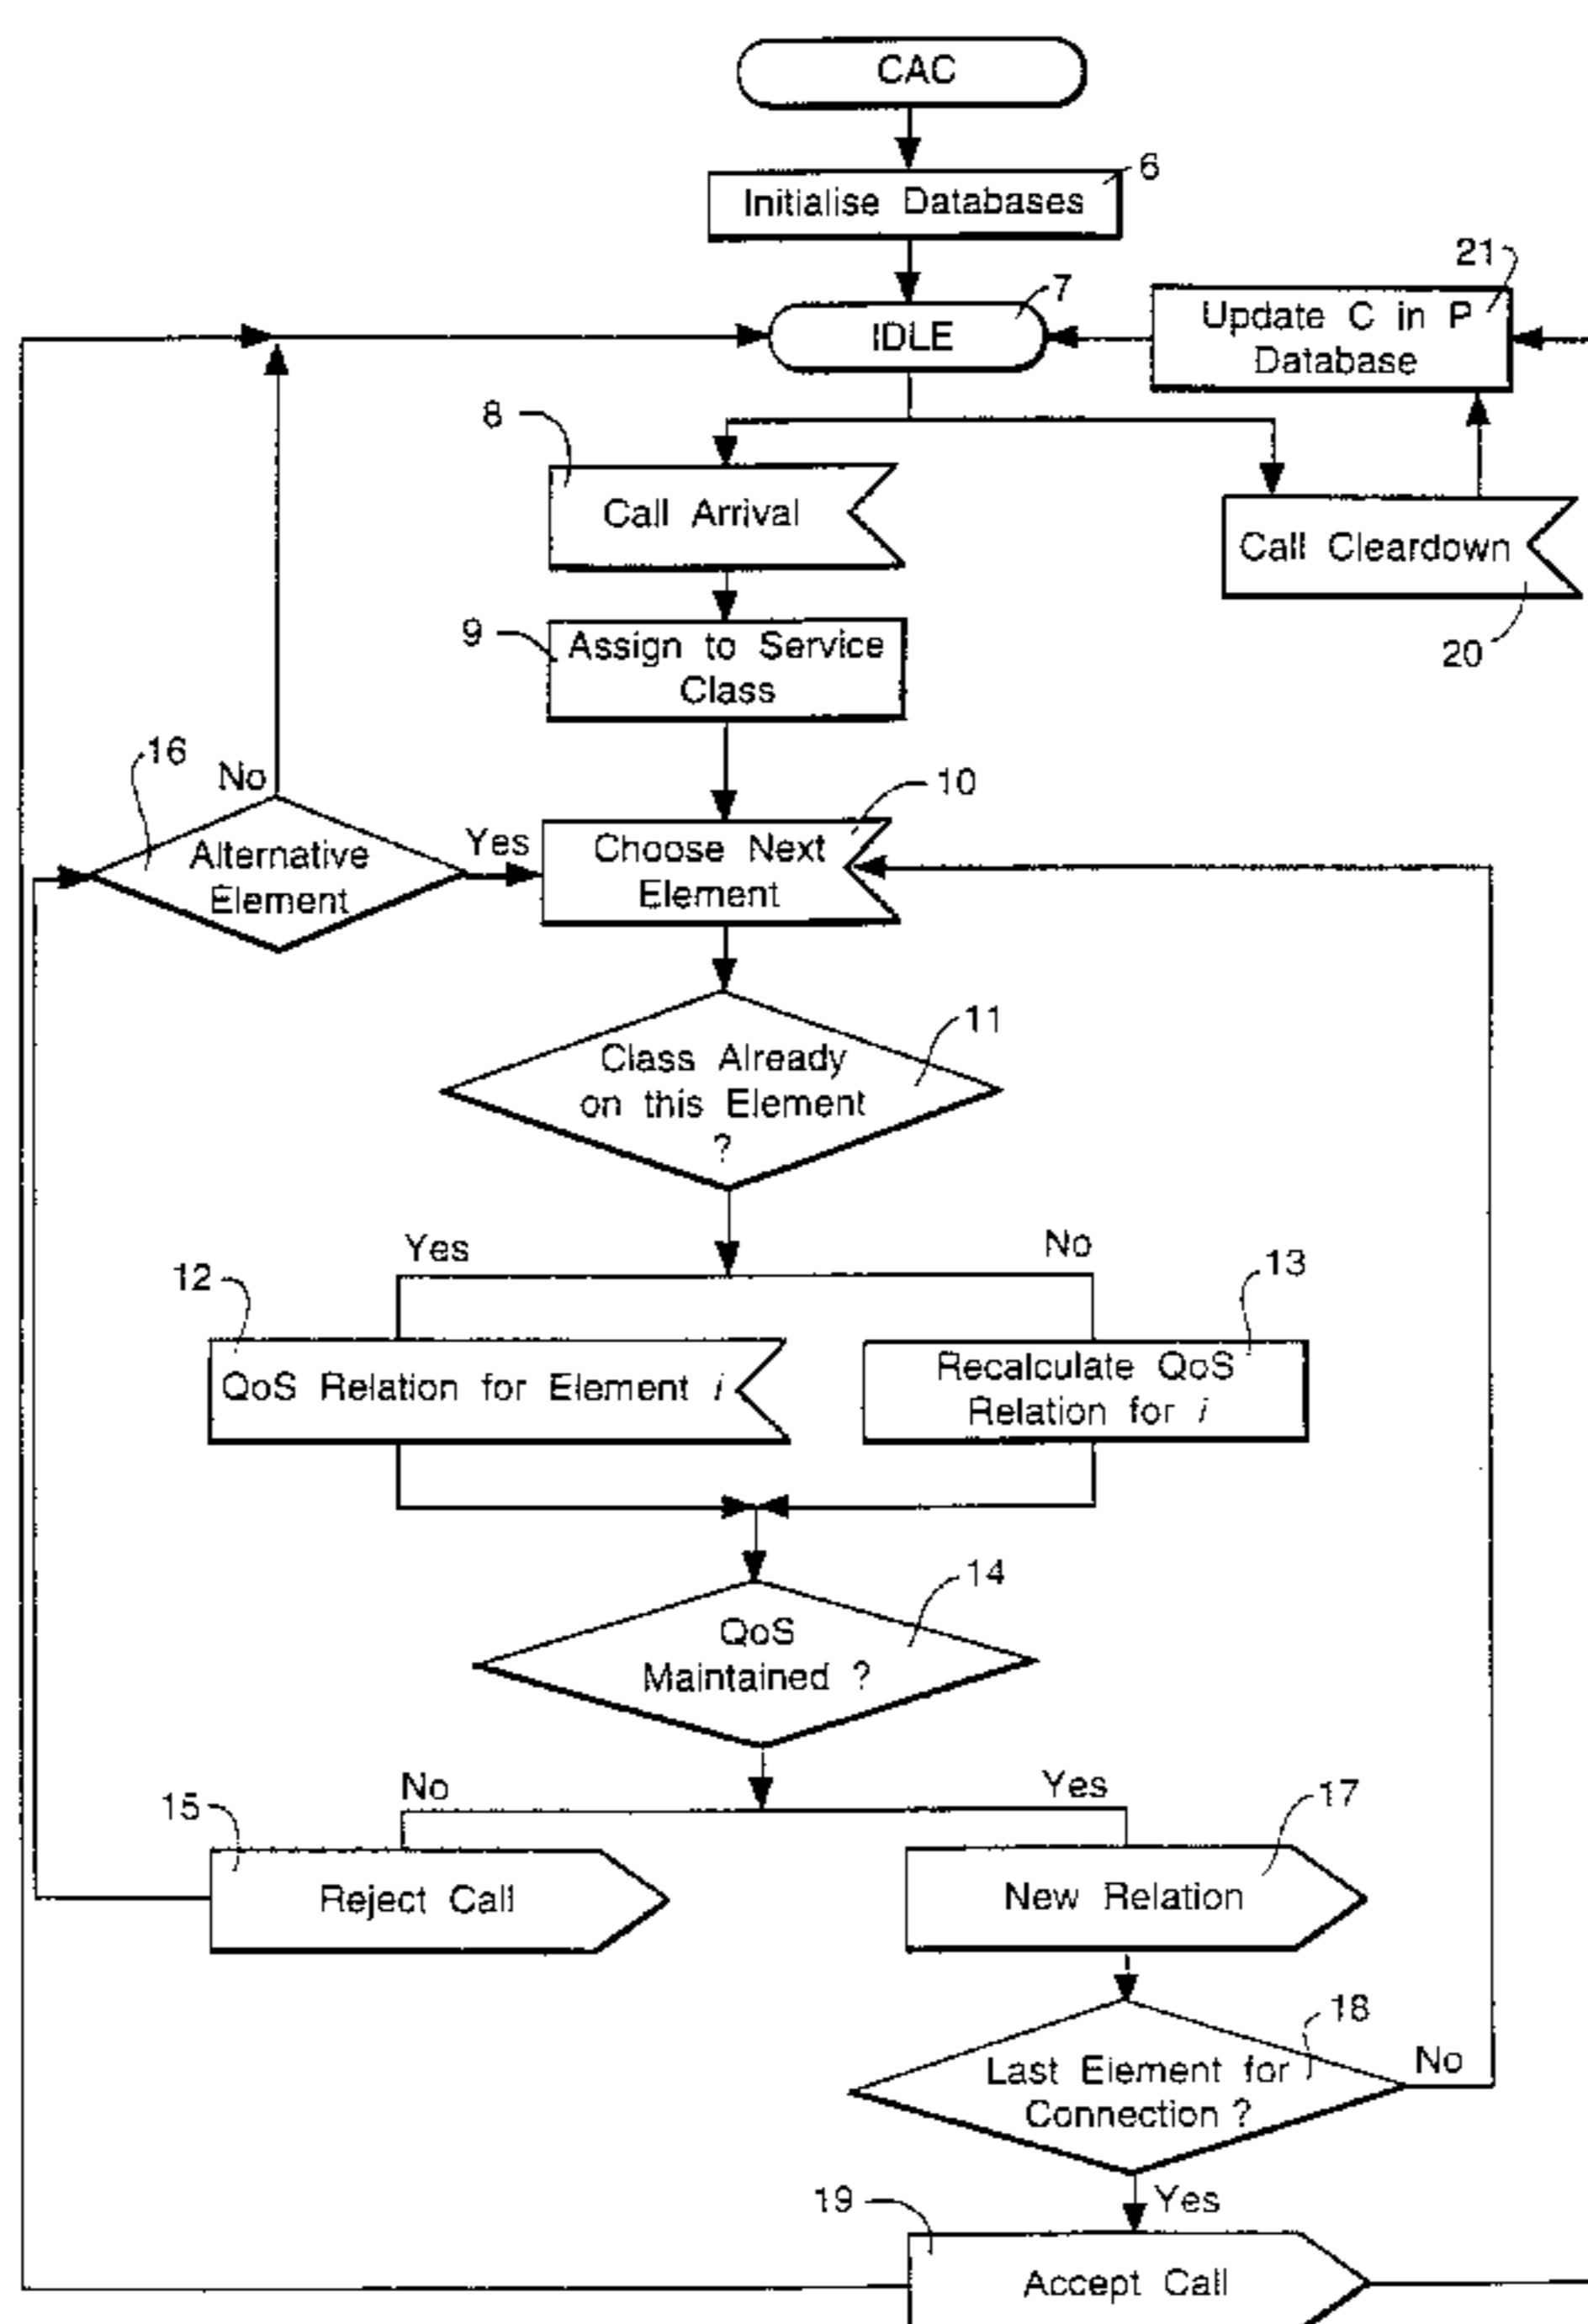 CAC
6
Initialise Databases
7
IDLE
21
Update C in P
Database
8
Call Arrival
Call Cleardown
20
9
Assign to Service
Class
16
No
Alternative
Element
Yes
10
Choose Next
Element
11
Class Already
on this Element
?
Yes
No
12
QoS Relation for Element i
13
Recalculate QoS
Relation for i
14
QoS
Maintained ?
No
Yes
15
Reject Call
17
New Relation
18
Last Element for
Connection ?
No
Yes
19
Accept Call